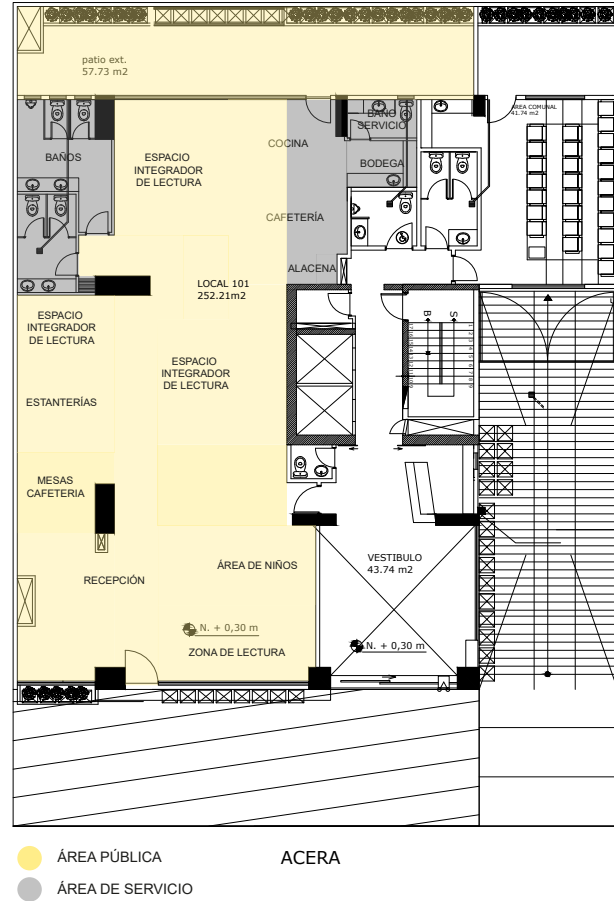 patio ext.
57.73 m2
BAÑO
SERVICIO
ÁREA COMUNAL
41.74 m2
COCINA
BAÑOS
ESPACIO
INTEGRADOR
DE LECTURA
BODEGA
CAFETERÍA
ALACENA
LOCAL 101
252.21m2
ESPACIO
INTEGRADOR
DE LECTURA
B
S
ESPACIO
INTEGRADOR
DE LECTURA
ESTANTERÍAS
MESAS
CAFETERIA
VESTIBULO
43.74 m2
ÁREA DE NIÑOS
RECEPCIÓN
N. + 0,30 m
ZONA DE LECTURA
N. + 0,30 m
ÁREA PÚBLICA
ACERA
ÁREA DE SERVICIO